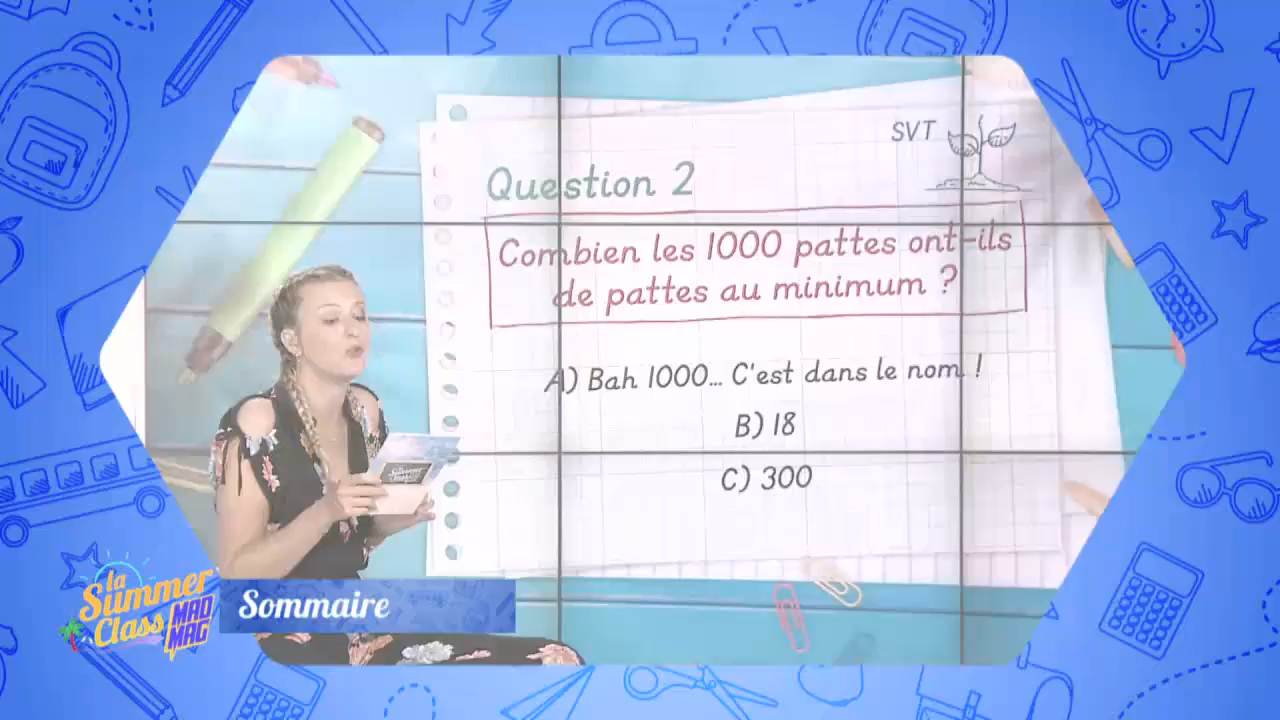 SVT
Question 2
Combien les 1000 pattes ont-ils
de pattes au minimum ?
A) Bah 1000... C'est dans le nom !
B) 18
C) 300
la
Summer
Class
MAD
MAG
Sommaire